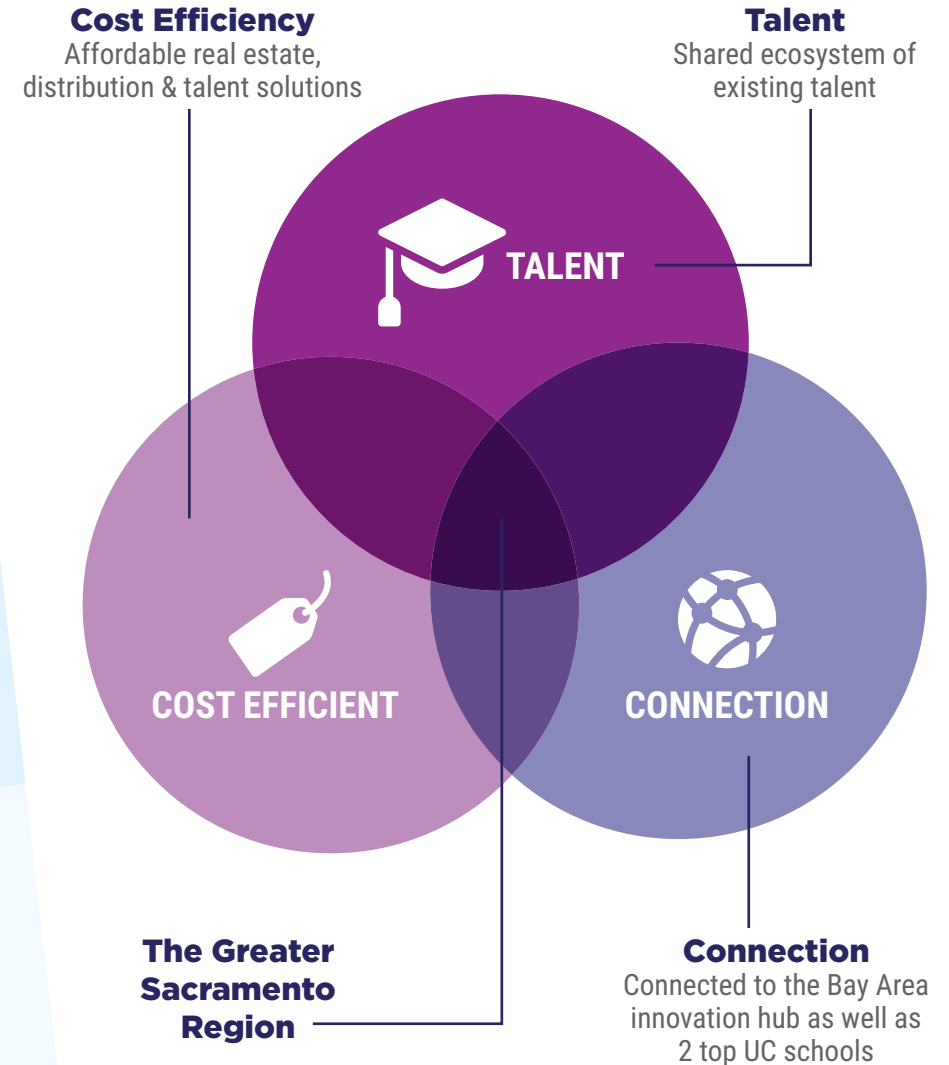 Cost Efficiency
Affordable real estate,
distribution & talent solutions
Talent
Shared ecosystem of
existing talent
TALENT
COST EFFICIENT
CONNECTION
The Greater
Sacramento
Region
Connection
Connected to the Bay Area
innovation hub as well as
2 top UC schools